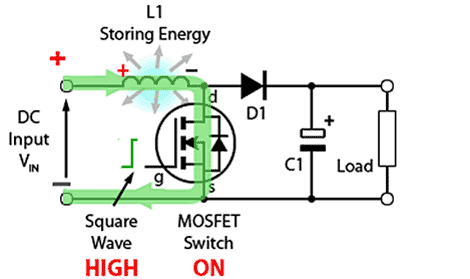 L1
Storing Energy
+
+
−
d
D1
DC
Input
VIN
g
s
+
C1
Load
−
Square
Wave
HIGH
MOSFET
Switch
ON